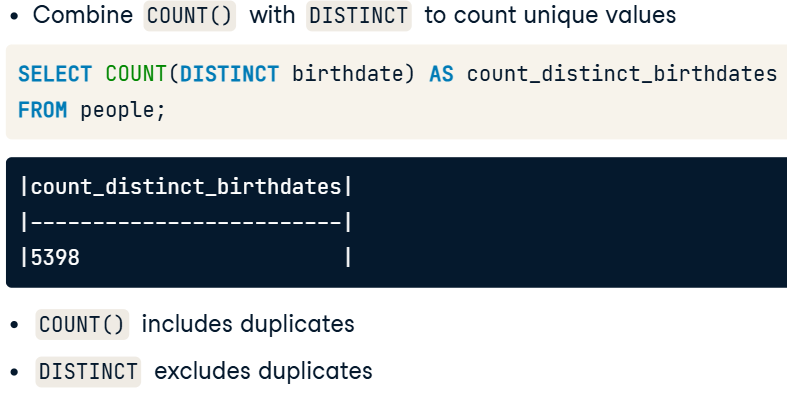 • Combine COUNT() with DISTINCT to count unique values
SELECT COUNT(DISTINCT birthdate) AS count_distinct_birthdates
FROM people;
|count_distinct_birthdates|
|-------------------------|
|5398                     |
• COUNT() includes duplicates
• DISTINCT excludes duplicates